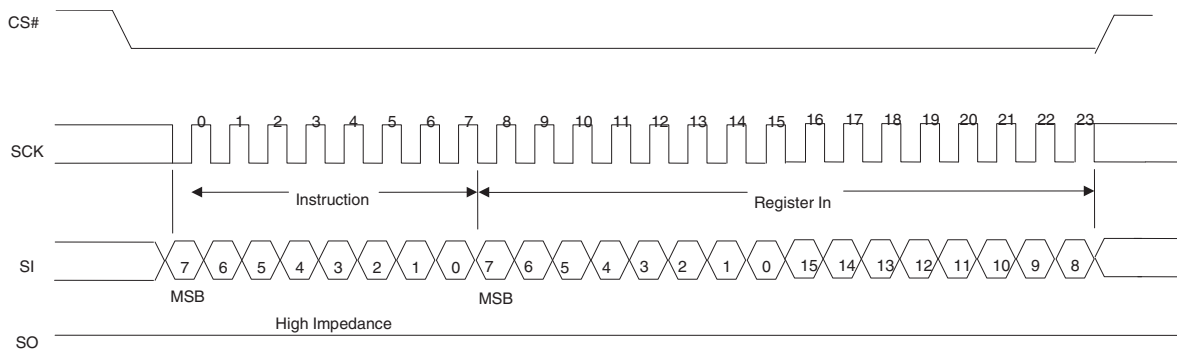 CS#
0 1 2 3 4 5 6 7 8 9 10 11 12 13 14 15 16 17 18 19 20 21 22 23
SCK
Instruction
Register In
SI
7 6 5 4 3 2 1 0 7 6 5 4 3 2 1 0 15 14 13 12 11 10 9 8
MSB
MSB
High Impedance
SO